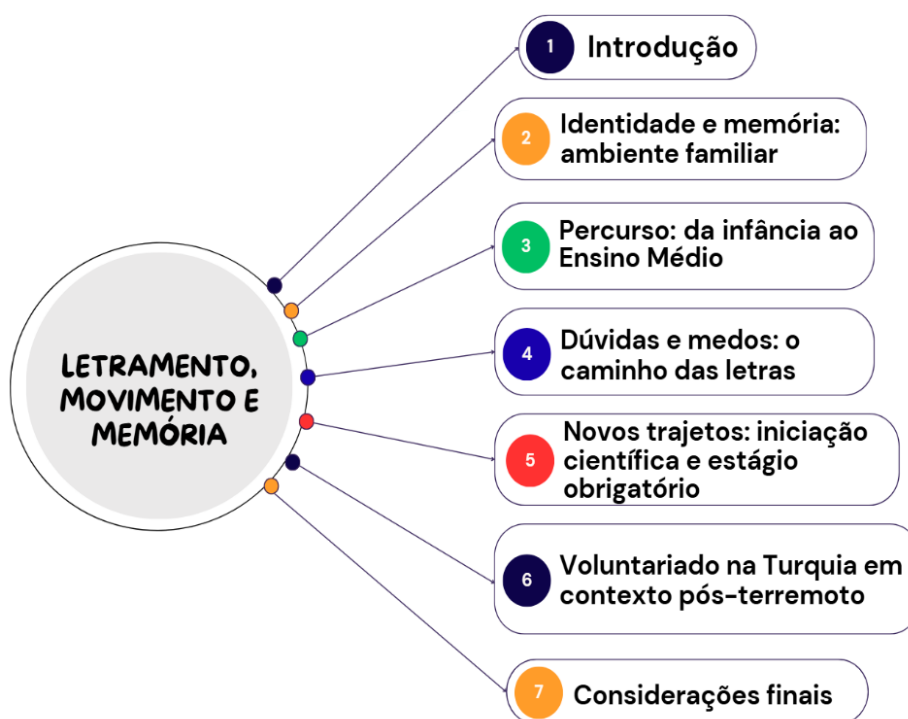 LETRAMENTO,
MOVIMENTO E
MEMÓRIA
1 Introdução
2 Identidade e memória:
ambiente familiar
3 Percurso: da infância ao
Ensino Médio
4 Dúvidas e medos: o
caminho das letras
5 Novos trajetos: iniciação
científica e estágio
obrigatório
6 Voluntariado na Turquia em
contexto pós-terremoto
7 Considerações finais